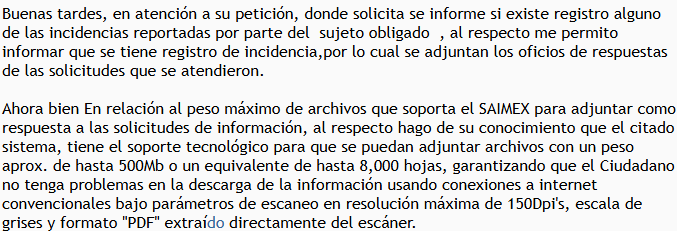 Buenas tardes, en atención a su petición, donde solicita se informe si existe registro alguno
de las incidencias reportadas por parte del  sujeto obligado  , al respecto me permito
informar que se tiene registro de incidencia,por lo cual se adjuntan los oficios de respuestas
de las solicitudes que se atendieron.

Ahora bien En relación al peso máximo de archivos que soporta el SAIMEX para adjuntar como
respuesta a las solicitudes de información, al respecto hago de su conocimiento que el citado
sistema, tiene el soporte tecnológico para que se puedan adjuntar archivos con un peso
aprox. de hasta 500Mb o un equivalente de hasta 8,000 hojas, garantizando que el Ciudadano
no tenga problemas en la descarga de la información usando conexiones a internet
convencionales bajo parámetros de escaneo en resolución máxima de 150Dpi's, escala de
grises y formato "PDF" extraído directamente del escáner.